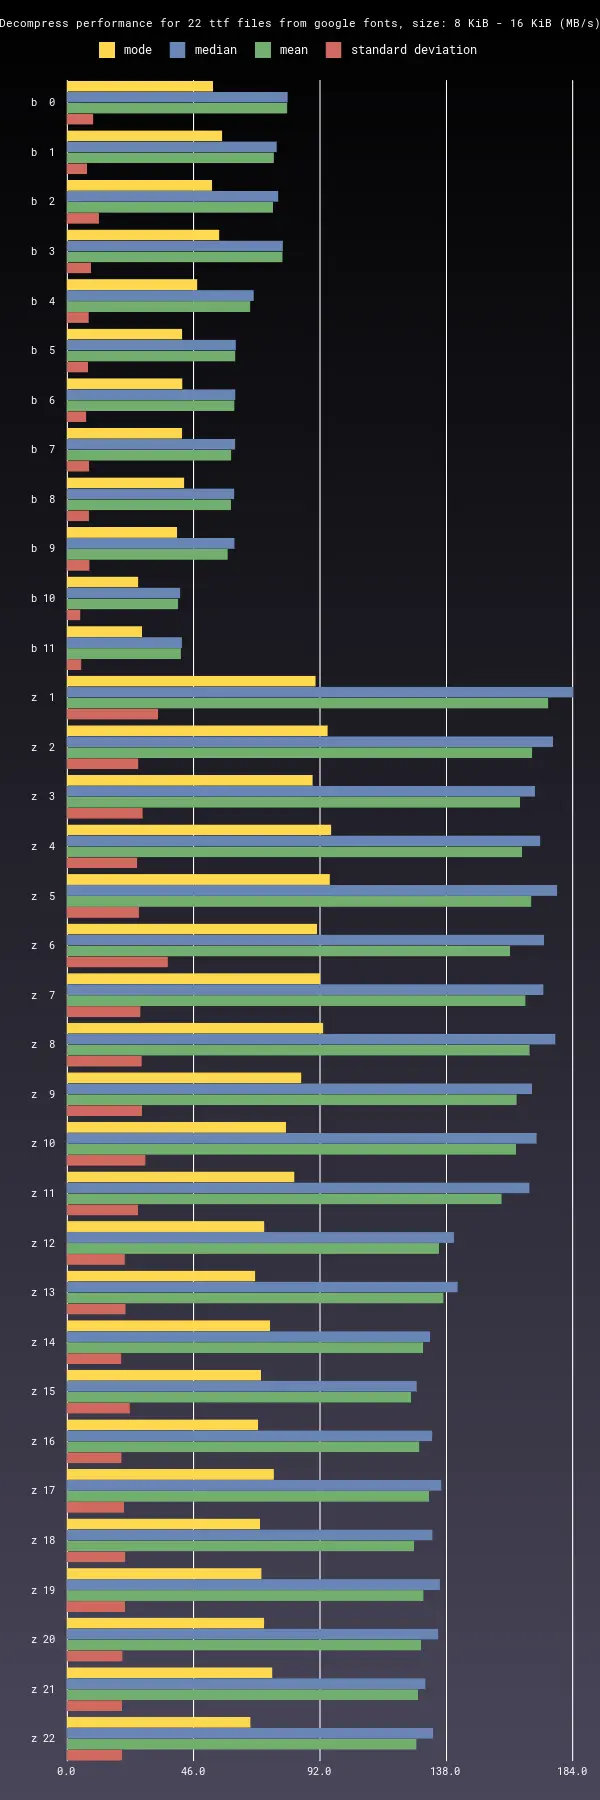 Decompress performance for 22 ttf files from google fonts, size: 8 KiB - 16 KiB (MB/s)
mode median mean standard deviation
b 0
b 1
b 2
b 3
b 4
b 5
b 6
b 7
b 8
b 9
b 10
b 11
z 1
z 2
z 3
z 4
z 5
z 6
z 7
z 8
z 9
z 10
z 11
z 12
z 13
z 14
z 15
z 16
z 17
z 18
z 19
z 20
z 21
z 22
0.0 46.0 92.0 138.0 184.0